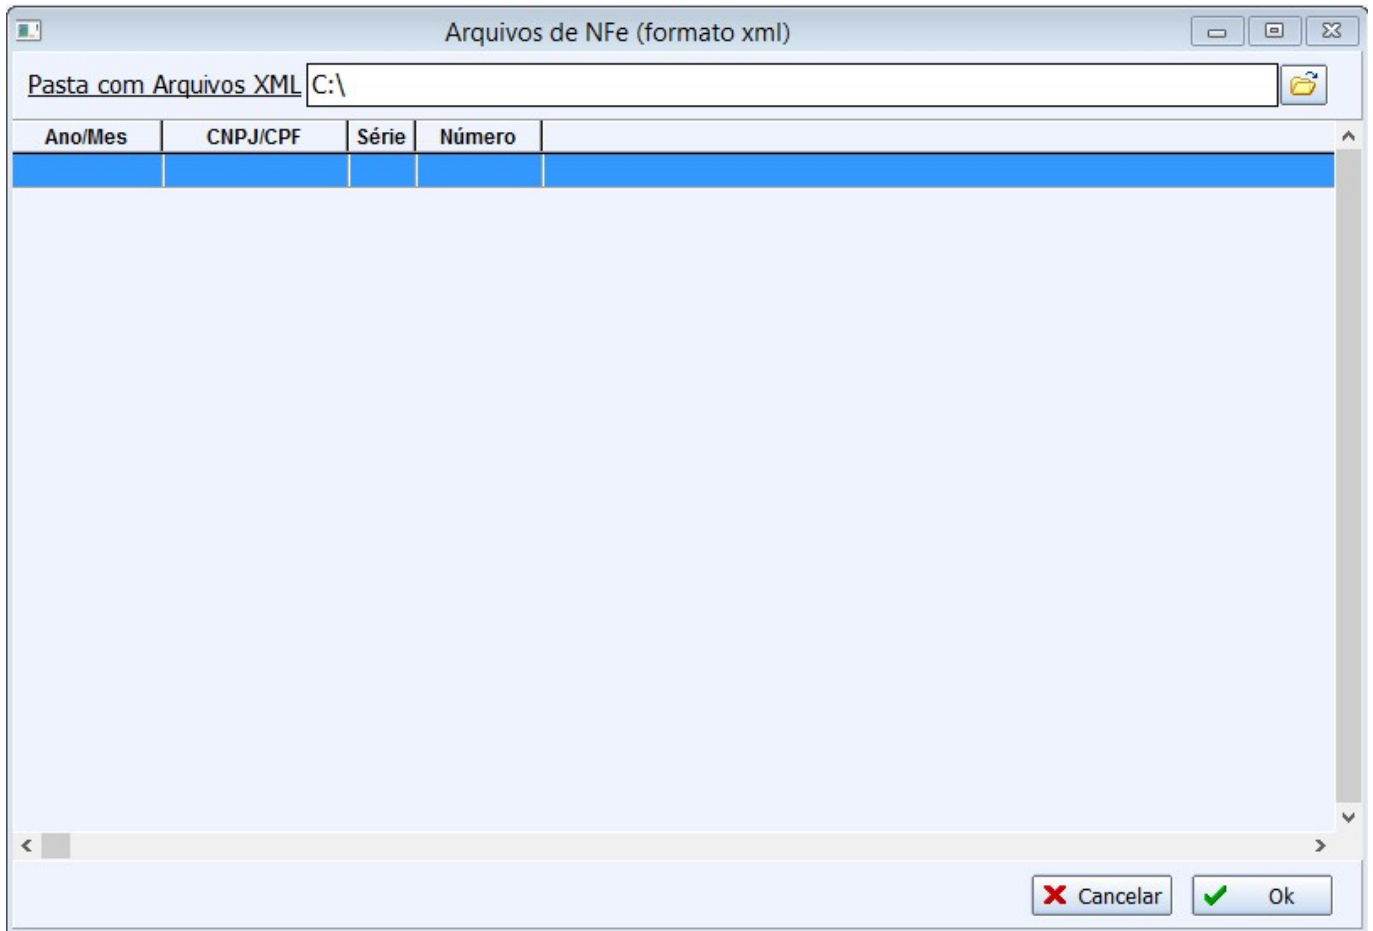 Arquivos de NFe (formato xml)
Pasta com Arquivos XML C:\
Ano/Mes CNPJ/CPF Série Número
Cancelar Ok